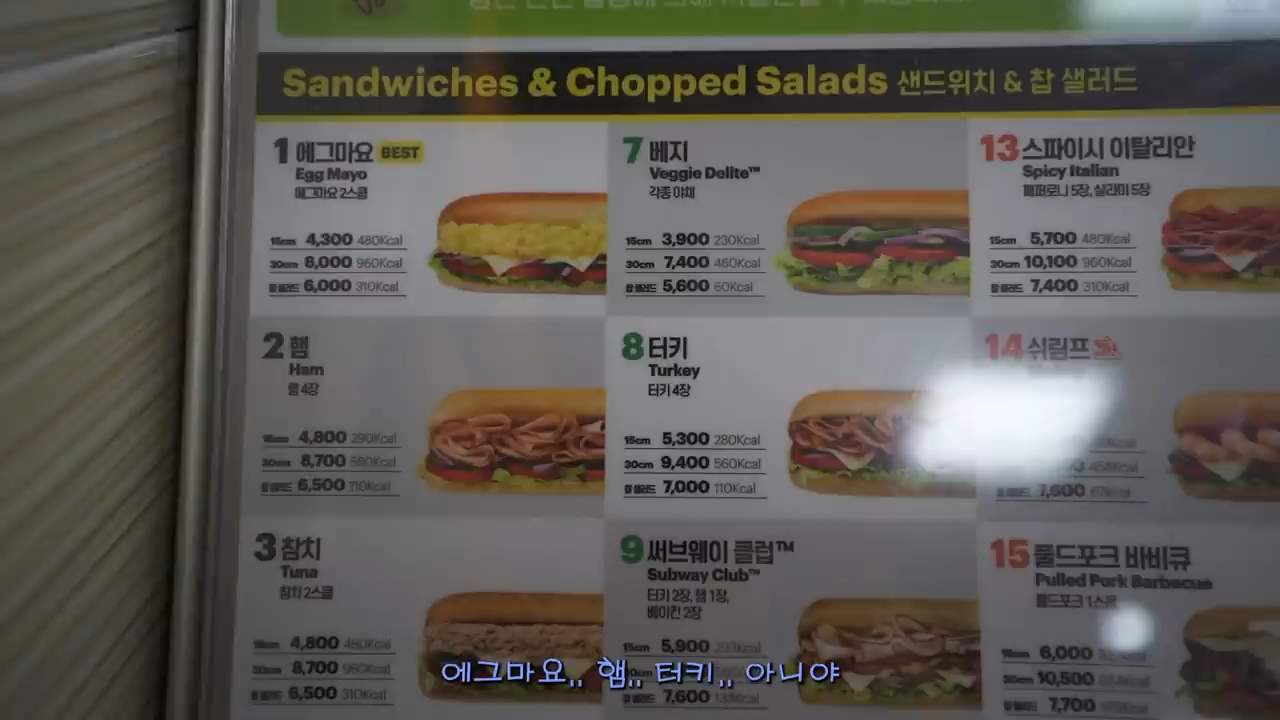 Sandwiches & Chopped Salads 샌드위치 & 찹 샐러드
1 에그마요 BEST
Egg Mayo
에그마요 2스쿱
15cm 4,300 480Kcal
30cm 8,000 960Kcal
찹샐러드 6,000 310Kcal
2 햄
Ham
햄 4장
15cm 4,800 290Kcal
30cm 8,700 580Kcal
찹샐러드 6,500 110Kcal
3 참치
Tuna
참치 2스쿱
15cm 4,800 480Kcal
30cm 8,700 960Kcal
찹샐러드 6,500 310Kcal
7 베지
Veggie Delite™
각종 야채
15cm 3,900 230Kcal
30cm 7,400 460Kcal
찹샐러드 5,600 60Kcal
8 터키
Turkey
터키 4장
15cm 5,300 280Kcal
30cm 9,400 560Kcal
찹샐러드 7,000 110Kcal
9 써브웨이 클럽™
Subway Club™
터키 2장, 햄 1장,
베이컨 2장
15cm 5,900
7,600
13 스파이시 이탈리안
Spicy Italian
페퍼로니 5장, 살라미 5장
15cm 5,700 480Kcal
30cm 10,100 960Kcal
찹샐러드 7,400 310Kcal
14 쉬림프
찹샐러드 7,600
15 풀드포크 바비큐
Pulled Pork Barbecue
풀드포크 1스쿱
15cm 6,000
30cm 10,500
찹샐러드 7,700
에그마요.. 햄.. 터키.. 아니야